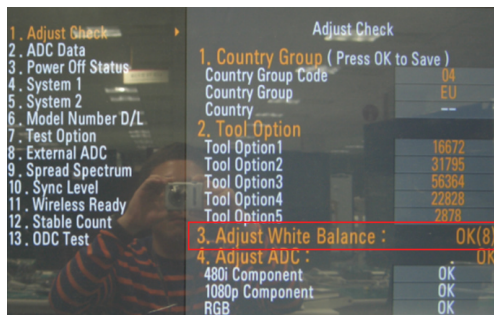 1 . Adjust Check
2 . ADC Data
3 . Power Off Status
4 . System 1
5 . System 2
6 . Model Number D/L
7 . Test Option
8 . External ADC
9 . Spread Spectrum
10 . Sync Level
11 . Wireless Ready
12 . Stable Count
13 . ODC Test
Adjust Check
1. Country Group ( Press OK to Save )
Country Group Code 04
Country Group EU
Country --
2. Tool Option
Tool Option1 16672
Tool Option2 31795
Tool Option3 56364
Tool Option4 22828
Tool Option5 2878
3. Adjust White Balance : OK(8)
4. Adjust ADC : OK
480i Component OK
1080p Component OK
RGB OK